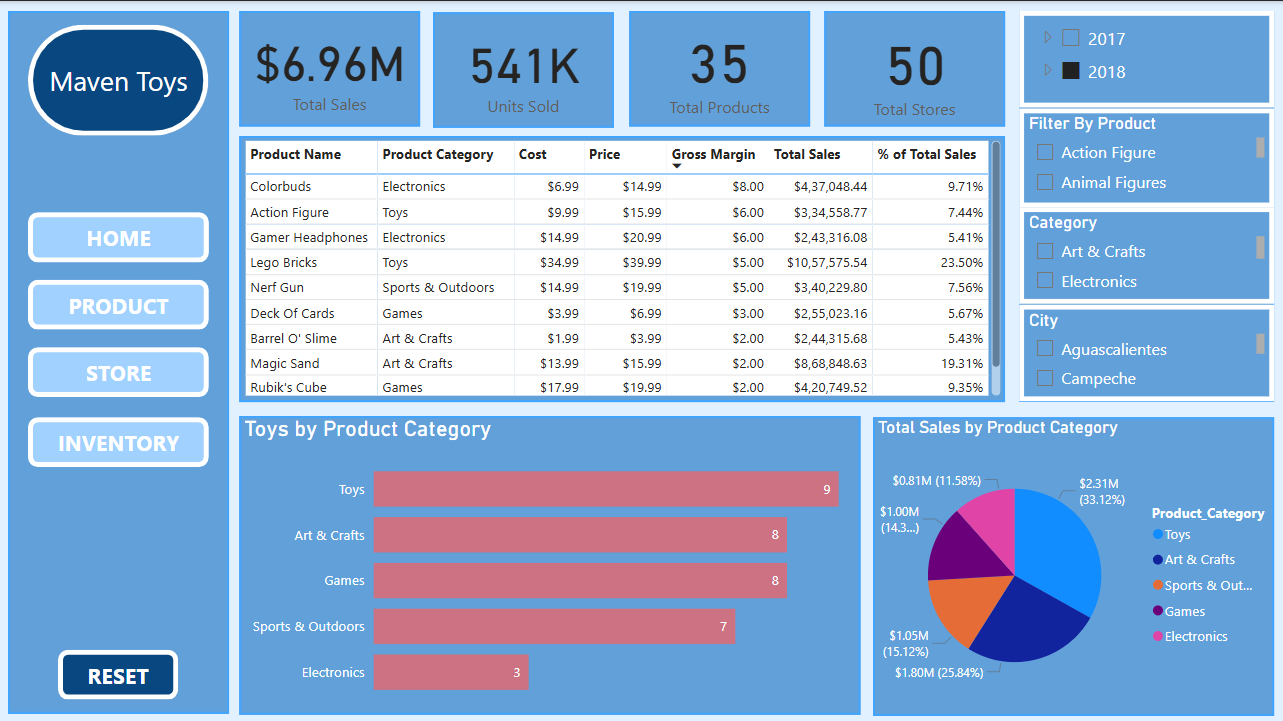 Maven Toys
HOME
PRODUCT
STORE
INVENTORY
RESET
$6.96M
Total Sales
541K
Units Sold
35
Total Products
50
Total Stores
2017
2018
Filter By Product
Action Figure
Animal Figures
Category
Art & Crafts
Electronics
City
Aguascalientes
Campeche
Product Name Product Category Cost Price Gross Margin Total Sales % of Total Sales
Colorbuds Electronics $6.99 $14.99 $8.00 $4,37,048.44 9.71%
Action Figure Toys $9.99 $15.99 $6.00 $3,34,558.77 7.44%
Gamer Headphones Electronics $14.99 $20.99 $6.00 $2,43,316.08 5.41%
Lego Bricks Toys $34.99 $39.99 $5.00 $10,57,575.54 23.50%
Nerf Gun Sports & Outdoors $14.99 $19.99 $5.00 $3,40,229.80 7.56%
Deck Of Cards Games $3.99 $6.99 $3.00 $2,55,023.16 5.67%
Barrel O' Slime Art & Crafts $1.99 $3.99 $2.00 $2,44,315.68 5.43%
Magic Sand Art & Crafts $13.99 $15.99 $2.00 $8,68,848.63 19.31%
Rubik's Cube Games $17.99 $19.99 $2.00 $4,20,749.52 9.35%
Toys by Product Category
Toys 9
Art & Crafts 8
Games 8
Sports & Outdoors 7
Electronics 3
Total Sales by Product Category
$0.81M (11.58%)
$2.31M
(33.12%)
$1.00M
(14.3...)
$1.05M
(15.12%)
$1.80M (25.84%)
Product_Category
Toys
Art & Crafts
Sports & Out...
Games
Electronics